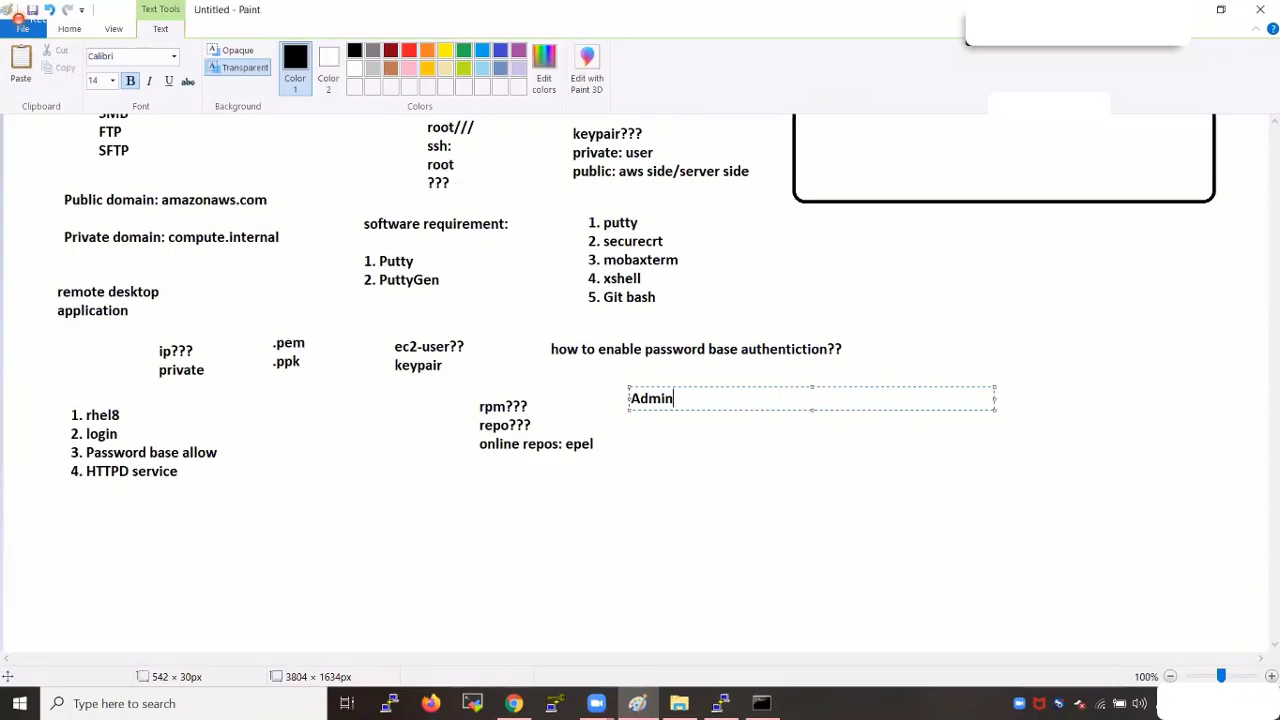 Text Tools
Untitled - Paint
File
Home
View
Text
Paste
Cut
Copy
Clipboard
Calibri
14
B
I
U
abc
Font
Opaque
Transparent
Background
Color 1
Color 2
Edit colors
Colors
Edit with Paint 3D
SMB
FTP
SFTP
root///
ssh:
root
???
keypair???
private: user
public: aws side/server side
Public domain: amazonaws.com
Private domain: compute.internal
software requirement:
1. Putty
2. PuttyGen
1. putty
2. securecrt
3. mobaxterm
4. xshell
5. Git bash
remote desktop
application
ip???
private
.pem
.ppk
ec2-user??
keypair
how to enable password base authentiction??
Admin
rpm???
repo???
online repos: epel
1. rhel8
2. login
3. Password base allow
4. HTTPD service
542 × 30px
3804 × 1634px
100%
Type here to search